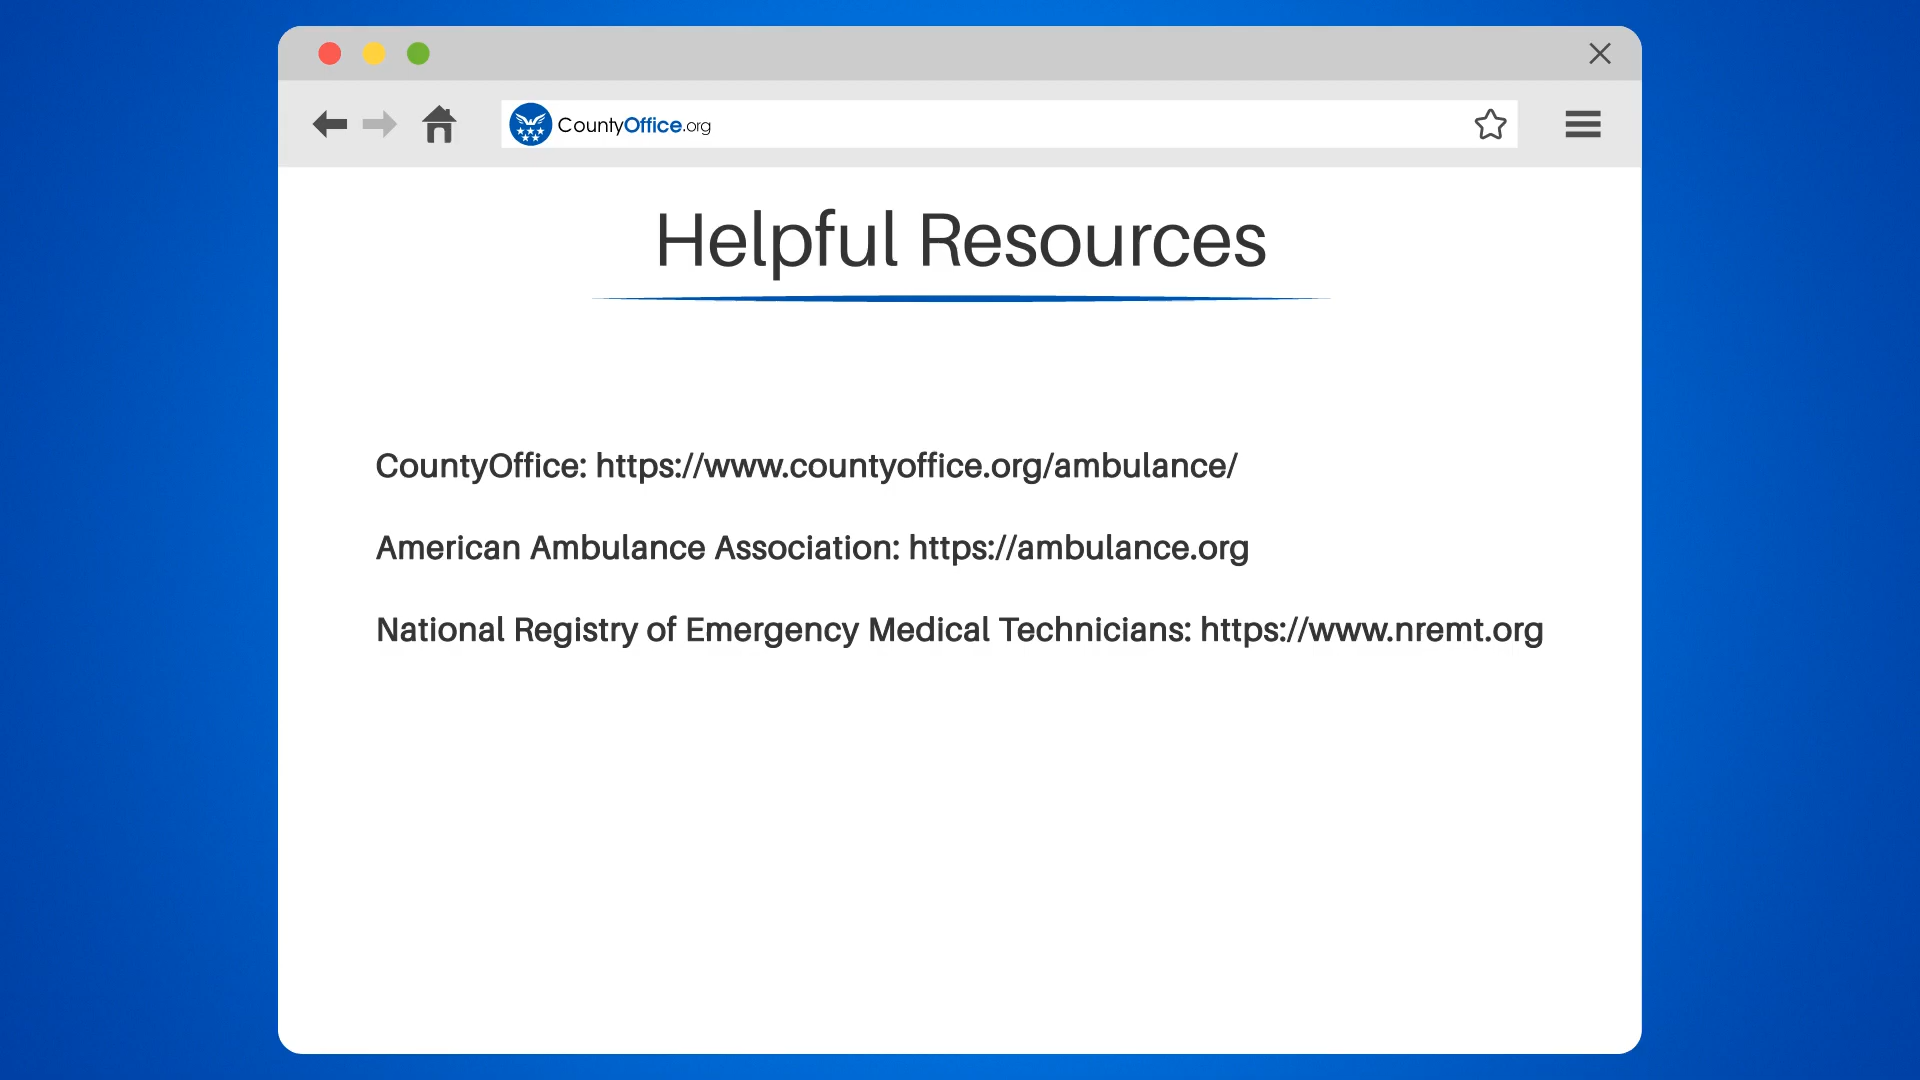 CountyOffice.org
Helpful Resources
CountyOffice: https://www.countyoffice.org/ambulance/
American Ambulance Association: https://ambulance.org
National Registry of Emergency Medical Technicians: https://www.nremt.org